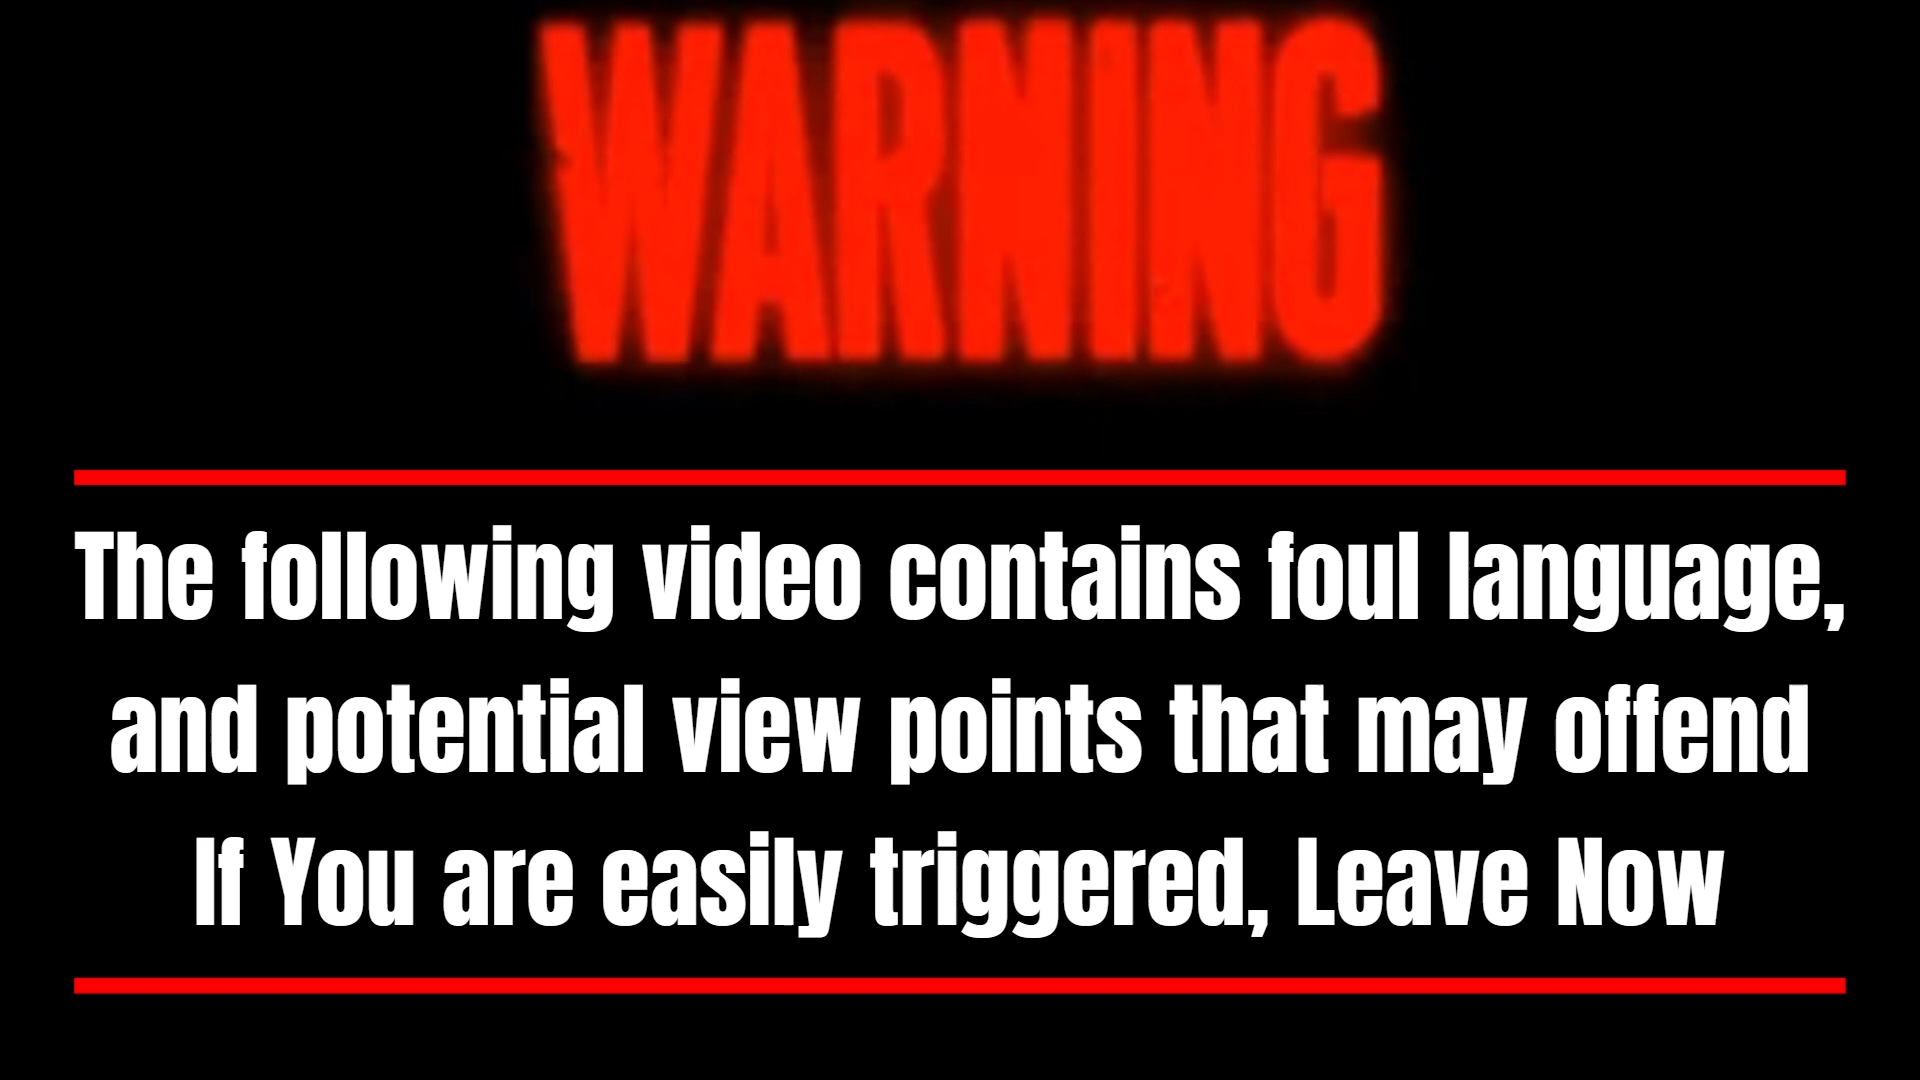 WARNING
The following video contains foul language,
and potential view points that may offend
If You are easily triggered, Leave Now